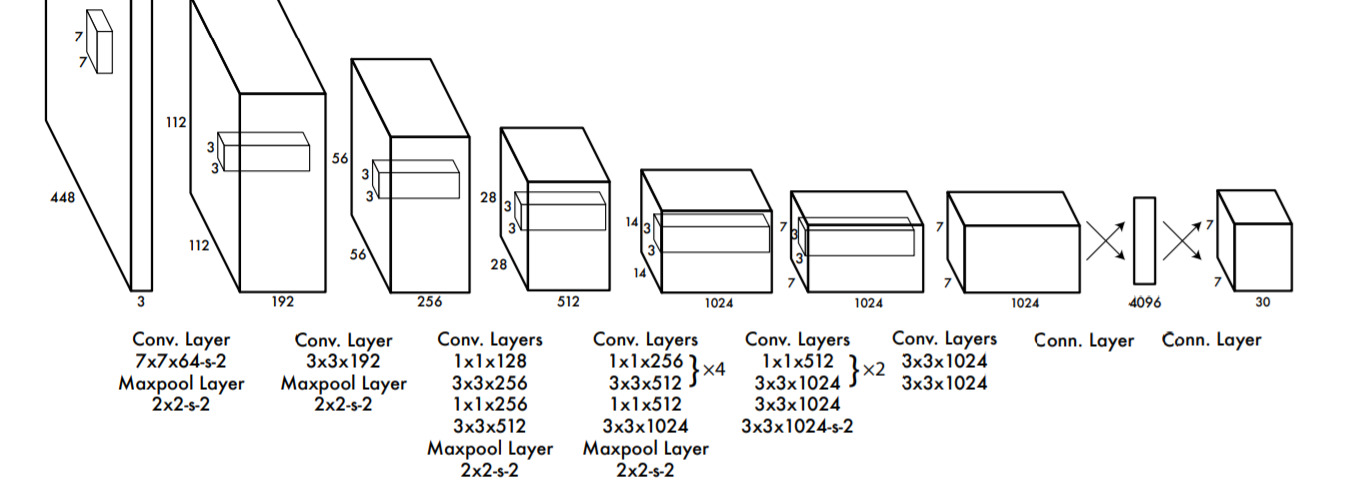 7
7
448
3
112
3
3
112
192
56
3
3
56
256
28
3
3
28
512
14
3
3
14
1024
7
3
3
7
1024
7
7
1024
4096
7
7
30
Conv. Layer
7x7x64-s-2
Maxpool Layer
2x2-s-2
Conv. Layer
3x3x192
Maxpool Layer
2x2-s-2
Conv. Layers
1x1x128
3x3x256
1x1x256
3x3x512
Maxpool Layer
2x2-s-2
Conv. Layers
1x1x256
3x3x512
}×4
1x1x512
3x3x1024
Maxpool Layer
2x2-s-2
Conv. Layers
1x1x512
3x3x1024
}×2
3x3x1024
3x3x1024-s-2
Conv. Layers
3x3x1024
3x3x1024
Conn. Layer
Conn. Layer